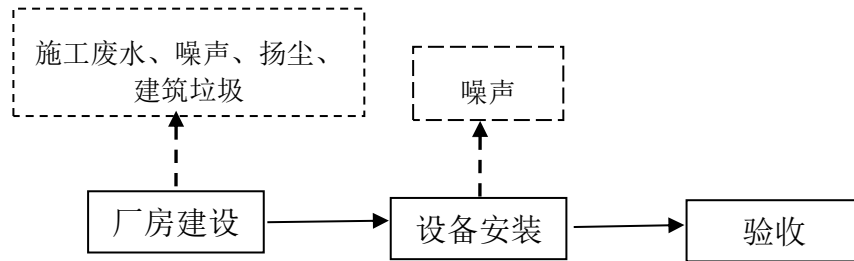 施工废水、噪声、扬尘、
建筑垃圾
噪声
厂房建设
设备安装
验收